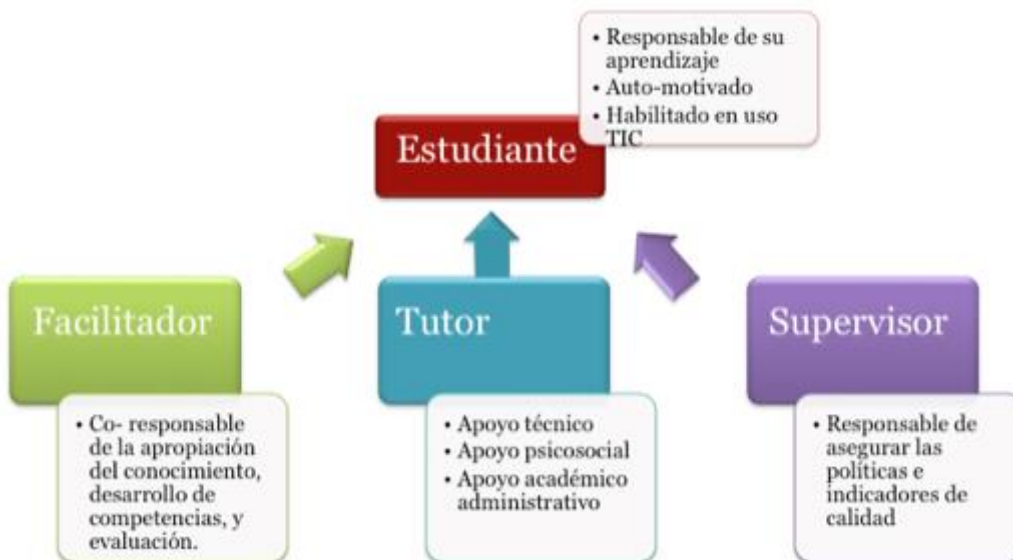 • Responsable de su
aprendizaje
• Auto-motivado
• Habilitado en uso
TIC
Estudiante
Facilitador
• Co- responsable
de la apropiación
del conocimiento,
desarrollo de
competencias, y
evaluación.
Tutor
• Apoyo técnico
• Apoyo psicosocial
• Apoyo académico
administrativo
Supervisor
• Responsable de
asegurar las
políticas e
indicadores de
calidad